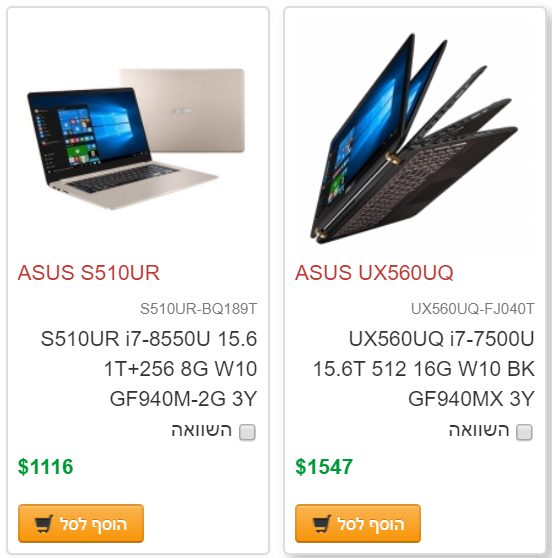 ASUS S510UR
S510UR-BQ189T
S510UR i7-8550U 15.6
1T+256 8G W10
GF940M-2G 3Y
השוואה
$1116
הוסף לסל
ASUS UX560UQ
UX560UQ-FJ040T
UX560UQ i7-7500U
15.6T 512 16G W10 BK
GF940MX 3Y
השוואה
$1547
הוסף לסל